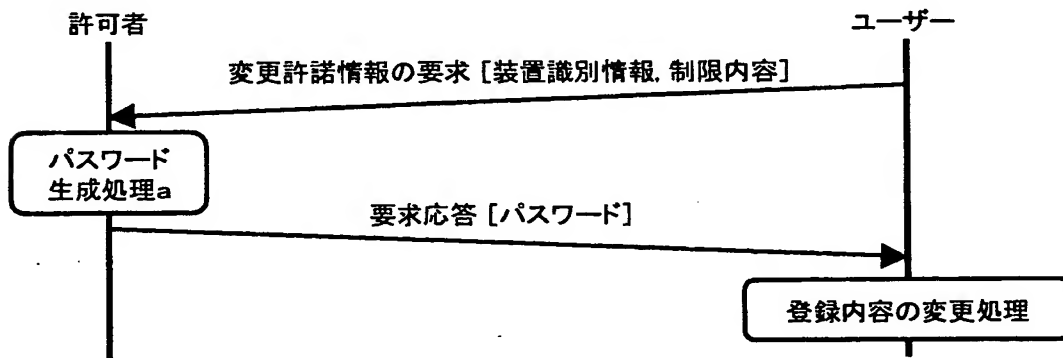 許可者
ユーザー
変更許諾情報の要求 [装置識別情報, 制限内容]
パスワード
生成処理a
要求応答 [パスワード]
登録内容の変更処理